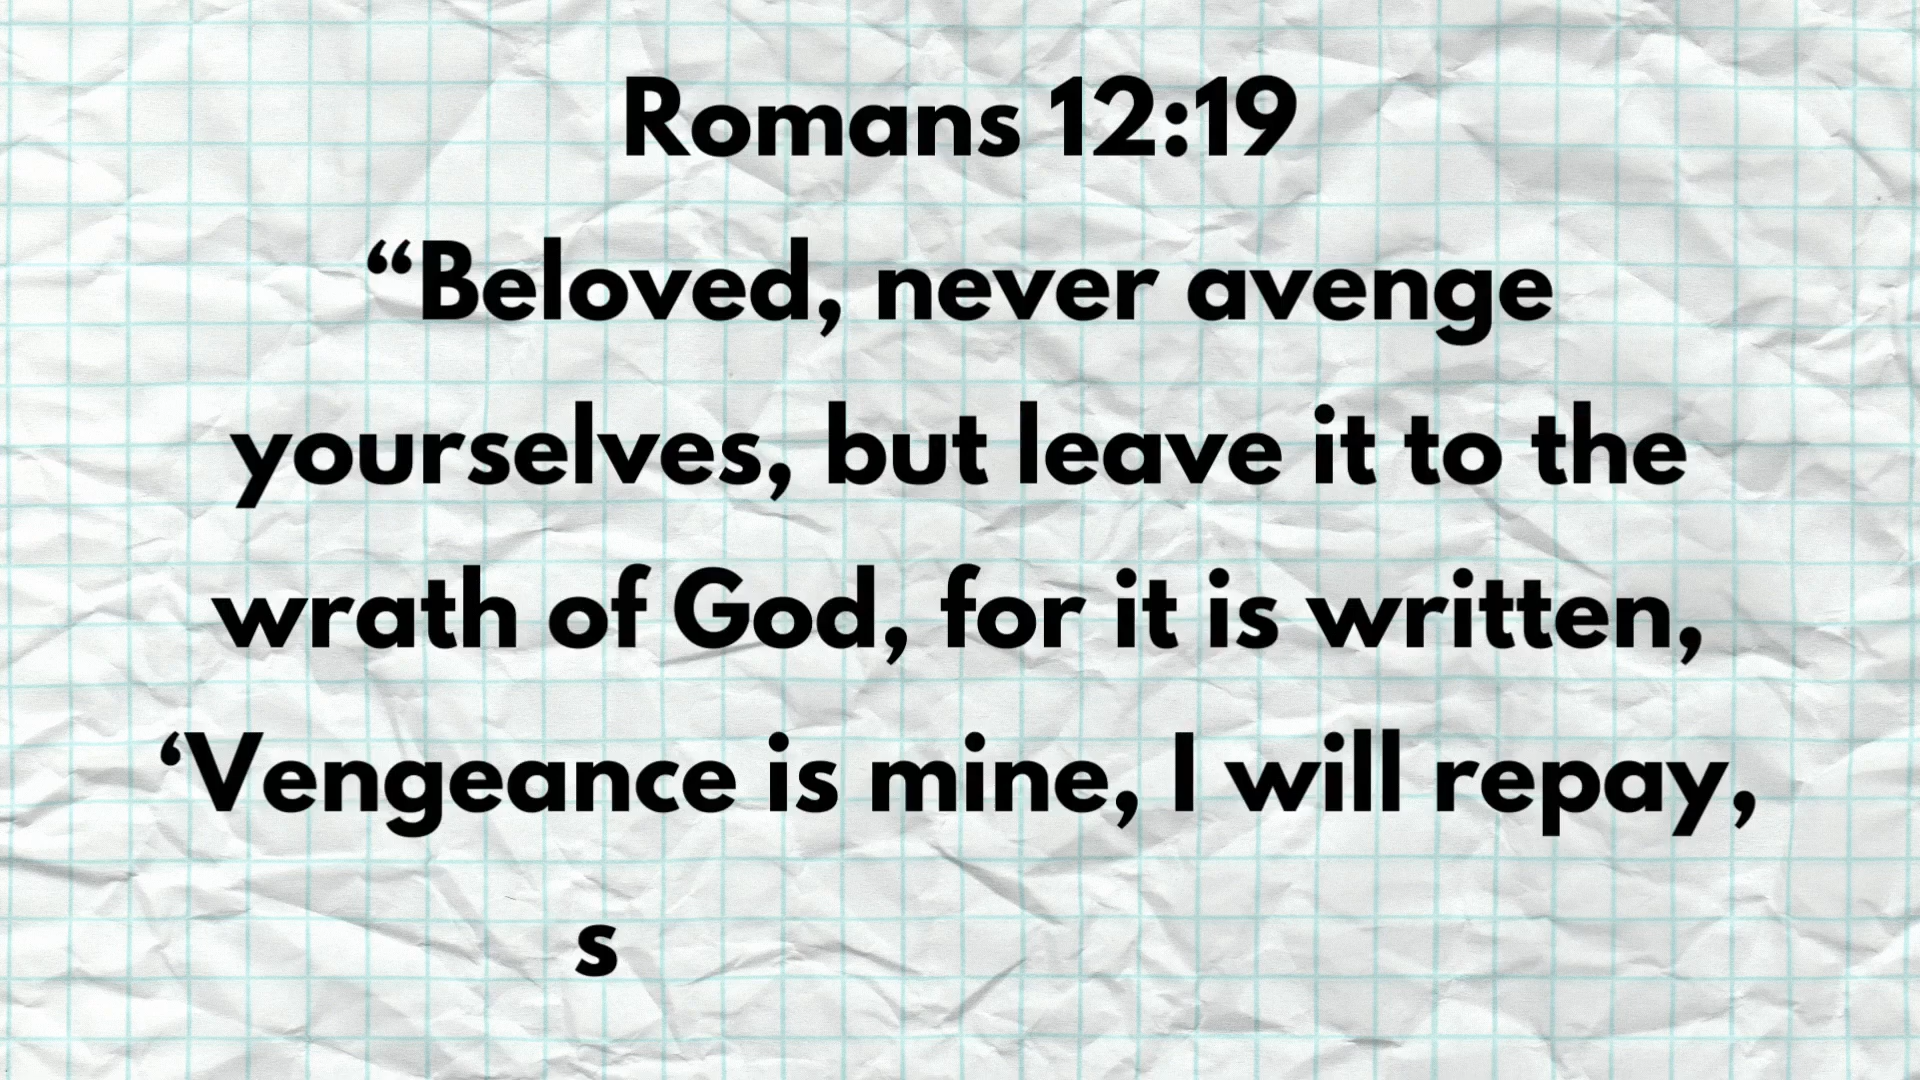 Romans 12:19
“Beloved, never avenge
yourselves, but leave it to the
wrath of God, for it is written,
‘Vengeance is mine, I will repay,
s